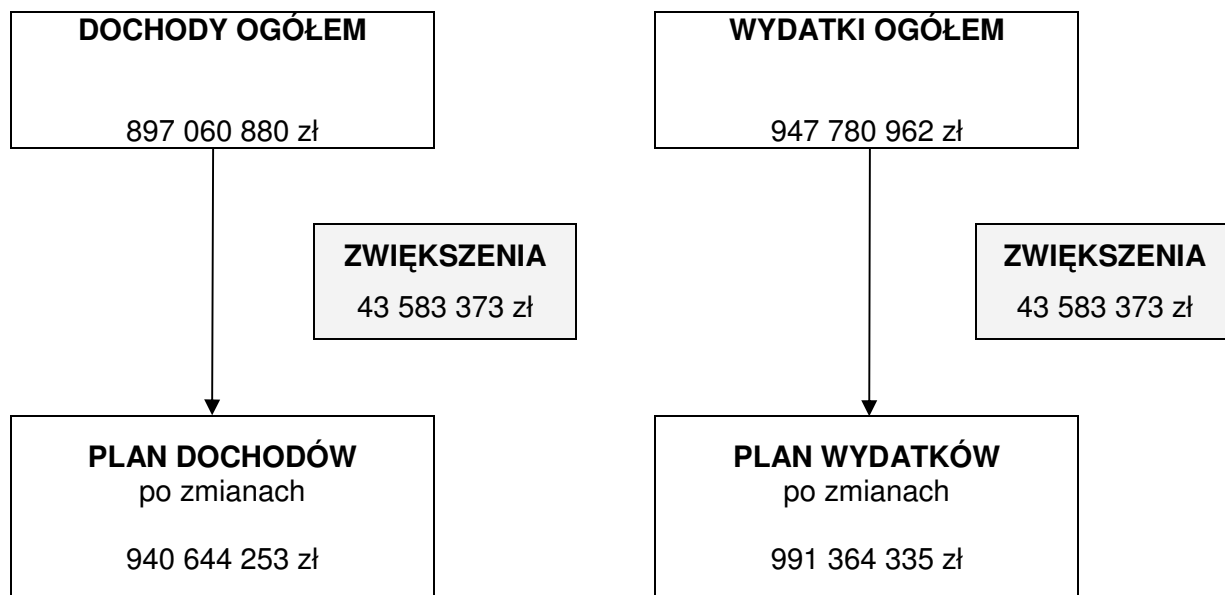 DOCHODY OGÓŁEM
897 060 880 zł
WYDATKI OGÓŁEM
947 780 962 zł
ZWIĘKSZENIA
43 583 373 zł
ZWIĘKSZENIA
43 583 373 zł
PLAN DOCHODÓW
po zmianach
940 644 253 zł
PLAN WYDATKÓW
po zmianach
991 364 335 zł